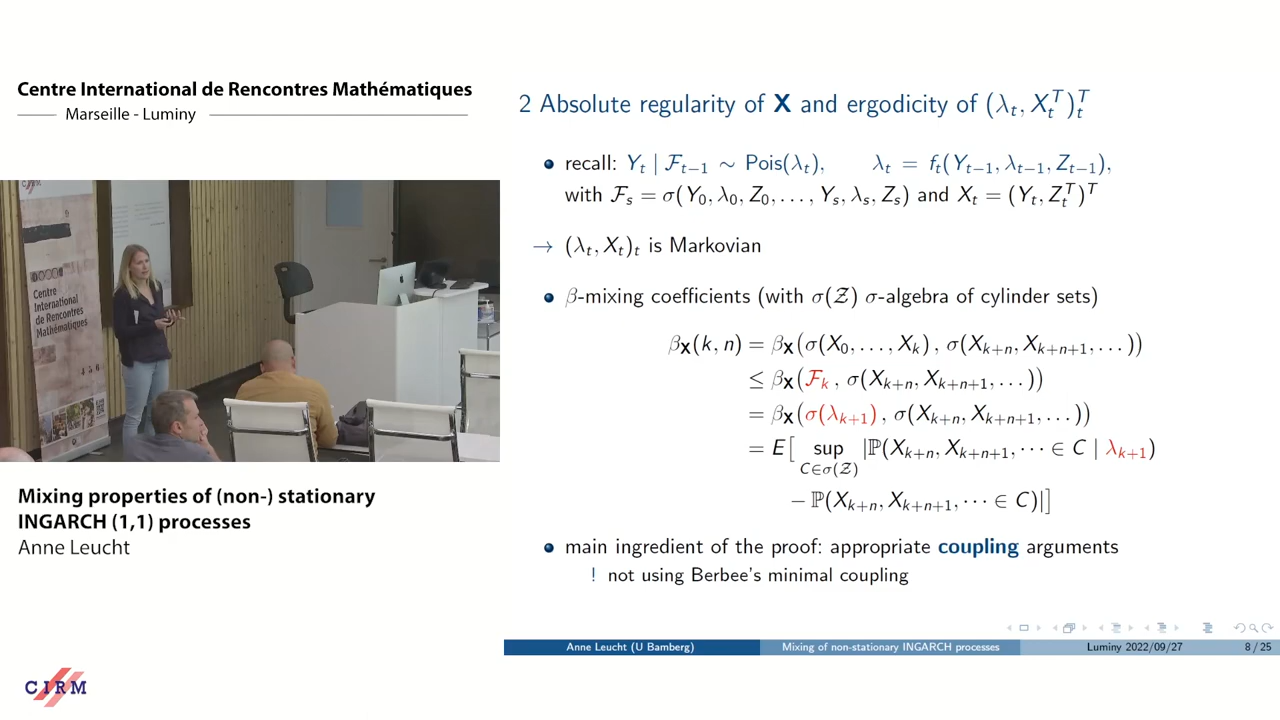 Centre International de Rencontres Mathématiques
Marseille - Luminy
Centre
International
de Rencontres
Mathématiques
Mixing properties of (non-) stationary
INGARCH (1,1) processes
Anne Leucht
CIRM
2 Absolute regularity of X and ergodicity of (λ_t, X_t^T)_t^T
• recall: Y_t | F_{t−1} ∼ Pois(λ_t), λ_t = f_t(Y_{t−1}, λ_{t−1}, Z_{t−1}),
with F_s = σ(Y_0, λ_0, Z_0, . . . , Y_s, λ_s, Z_s) and X_t = (Y_t, Z_t^T)^T
→ (λ_t, X_t)_t is Markovian
• β-mixing coefficients (with σ(Z) σ-algebra of cylinder sets)
β_X(k, n) = β_X(σ(X_0, . . . , X_k) , σ(X_{k+n}, X_{k+n+1}, . . . ))
≤ β_X(F_k , σ(X_{k+n}, X_{k+n+1}, . . . ))
= β_X(σ(λ_{k+1}) , σ(X_{k+n}, X_{k+n+1}, . . . ))
= E[ sup_{C∈σ(Z)} |ℙ(X_{k+n}, X_{k+n+1}, · · · ∈ C | λ_{k+1})
− ℙ(X_{k+n}, X_{k+n+1}, · · · ∈ C)|]
• main ingredient of the proof: appropriate coupling arguments
! not using Berbee's minimal coupling
Anne Leucht (U Bamberg) Mixing of non-stationary INGARCH processes Luminy 2022/09/27 8 / 25